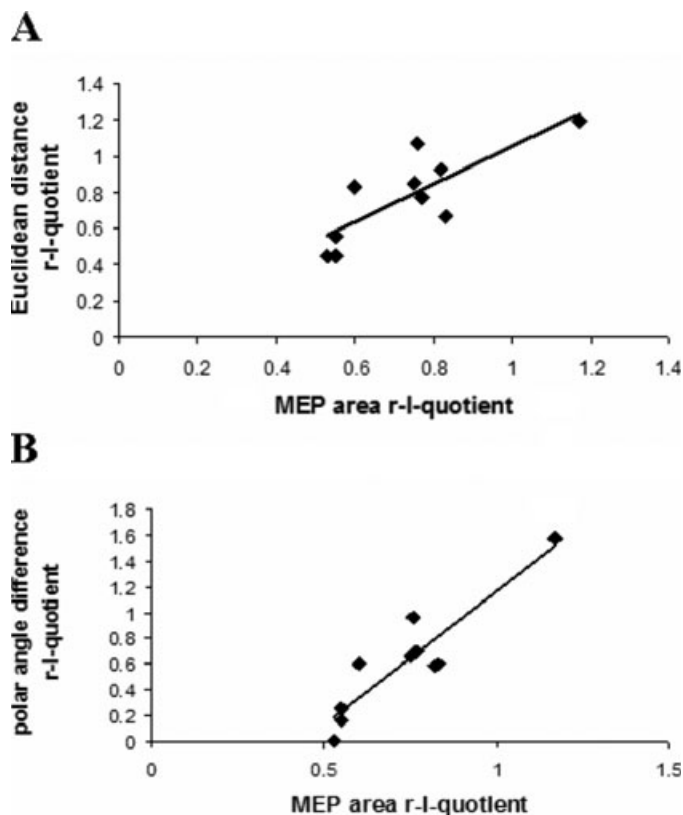 A
Euclidean distance
r-l-quotient
1.4
1.2
1
0.8
0.6
0.4
0.2
0
0 0.2 0.4 0.6 0.8 1 1.2 1.4
MEP area r-l-quotient
B
polar angle difference
r-l-quotient
1.8
1.6
1.4
1.2
1
0.8
0.6
0.4
0.2
0
0 0.5 1 1.5
MEP area r-l-quotient